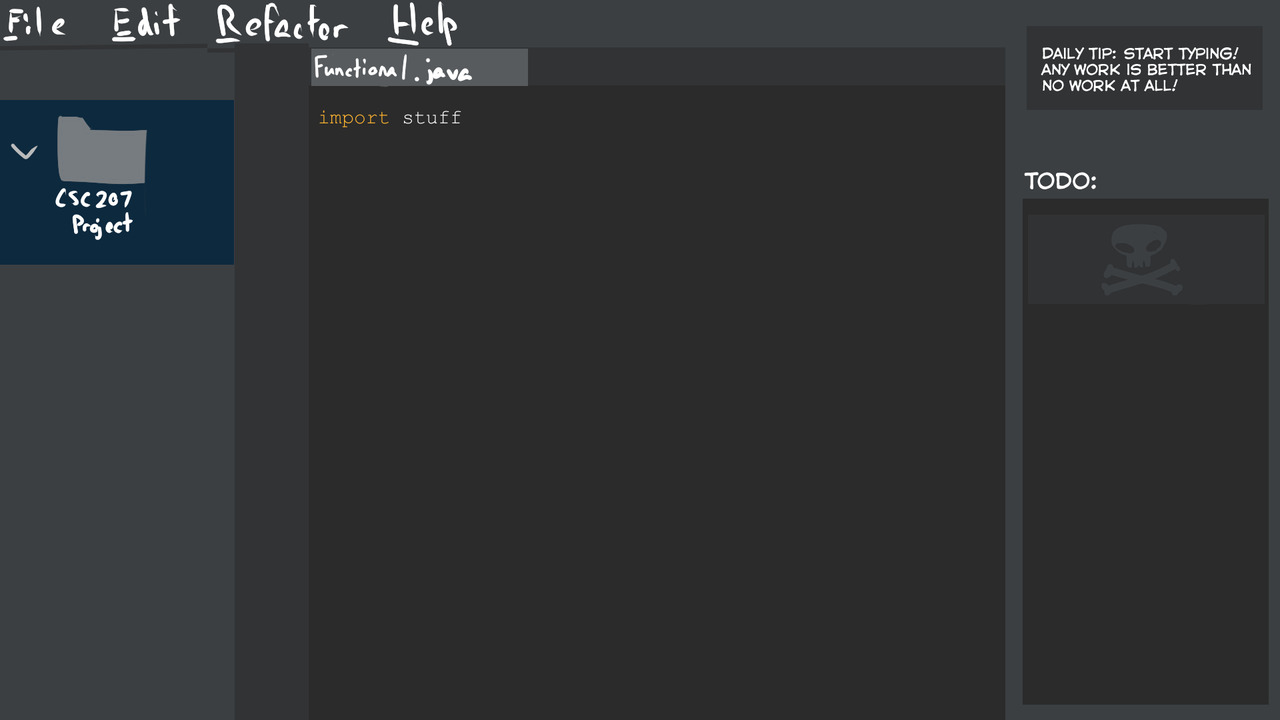 File Edit Refactor Help
Functional.java
import stuff
CSC207
Project
DAILY TIP: START TYPING!
ANY WORK IS BETTER THAN
NO WORK AT ALL!
TODO: